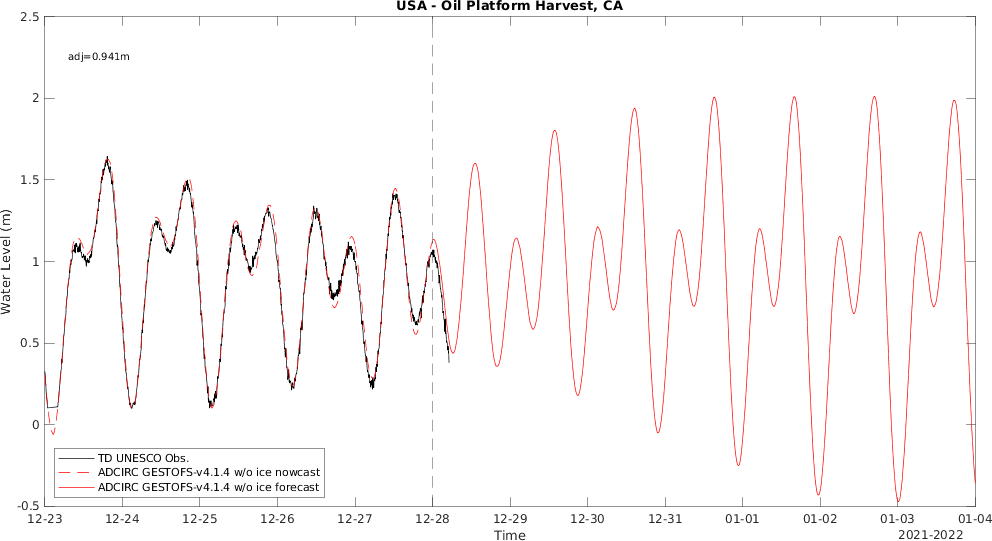 USA - Oil Platform Harvest, CA
2.5
adj=0.941m
2
1.5
1
0.5
0
-0.5
Water Level (m)
TD UNESCO Obs.
ADCIRC GESTOFS-v4.1.4 w/o ice nowcast
ADCIRC GESTOFS-v4.1.4 w/o ice forecast
12-23 12-24 12-25 12-26 12-27 12-28 12-29 12-30 12-31 01-01 01-02 01-03 01-04
Time
2021-2022